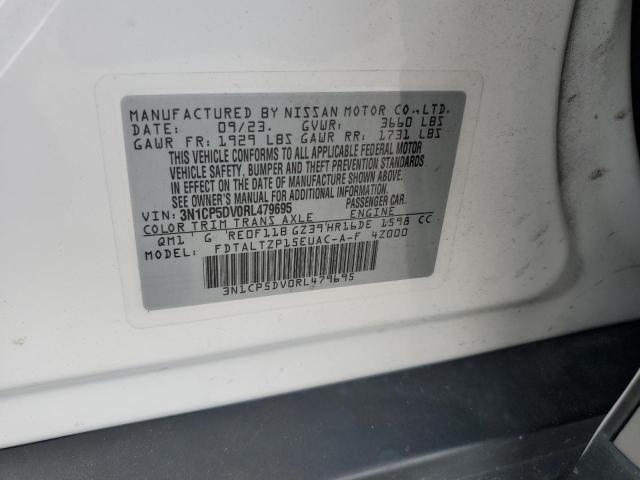 MANUFACTURED BY NISSAN MOTOR CO., LTD.
DATE: 09/23. GVWR: 3660 LBS
GAWR FR: 1929 LBS GAWR RR: 1731 LBS
THIS VEHICLE CONFORMS TO ALL APPLICABLE FEDERAL MOTOR
VEHICLE SAFETY, BUMPER AND THEFT PREVENTION STANDARDS
IN EFFECT ON THE DATE OF MANUFACTURE SHOWN ABOVE.
SEE OWNER'S MANUAL FOR ADDITIONAL INFORMATION.
VIN: 3N1CP5DV0RL479695 PASSENGER CAR.
COLOR TRIM TRANS AXLE ENGINE
QM1 G RE0F11B GZ39 HR16DE 1598 CC
MODEL: FDTALTZP15EUAC-A-F 4Z000
3N1CP5DV0RL479695